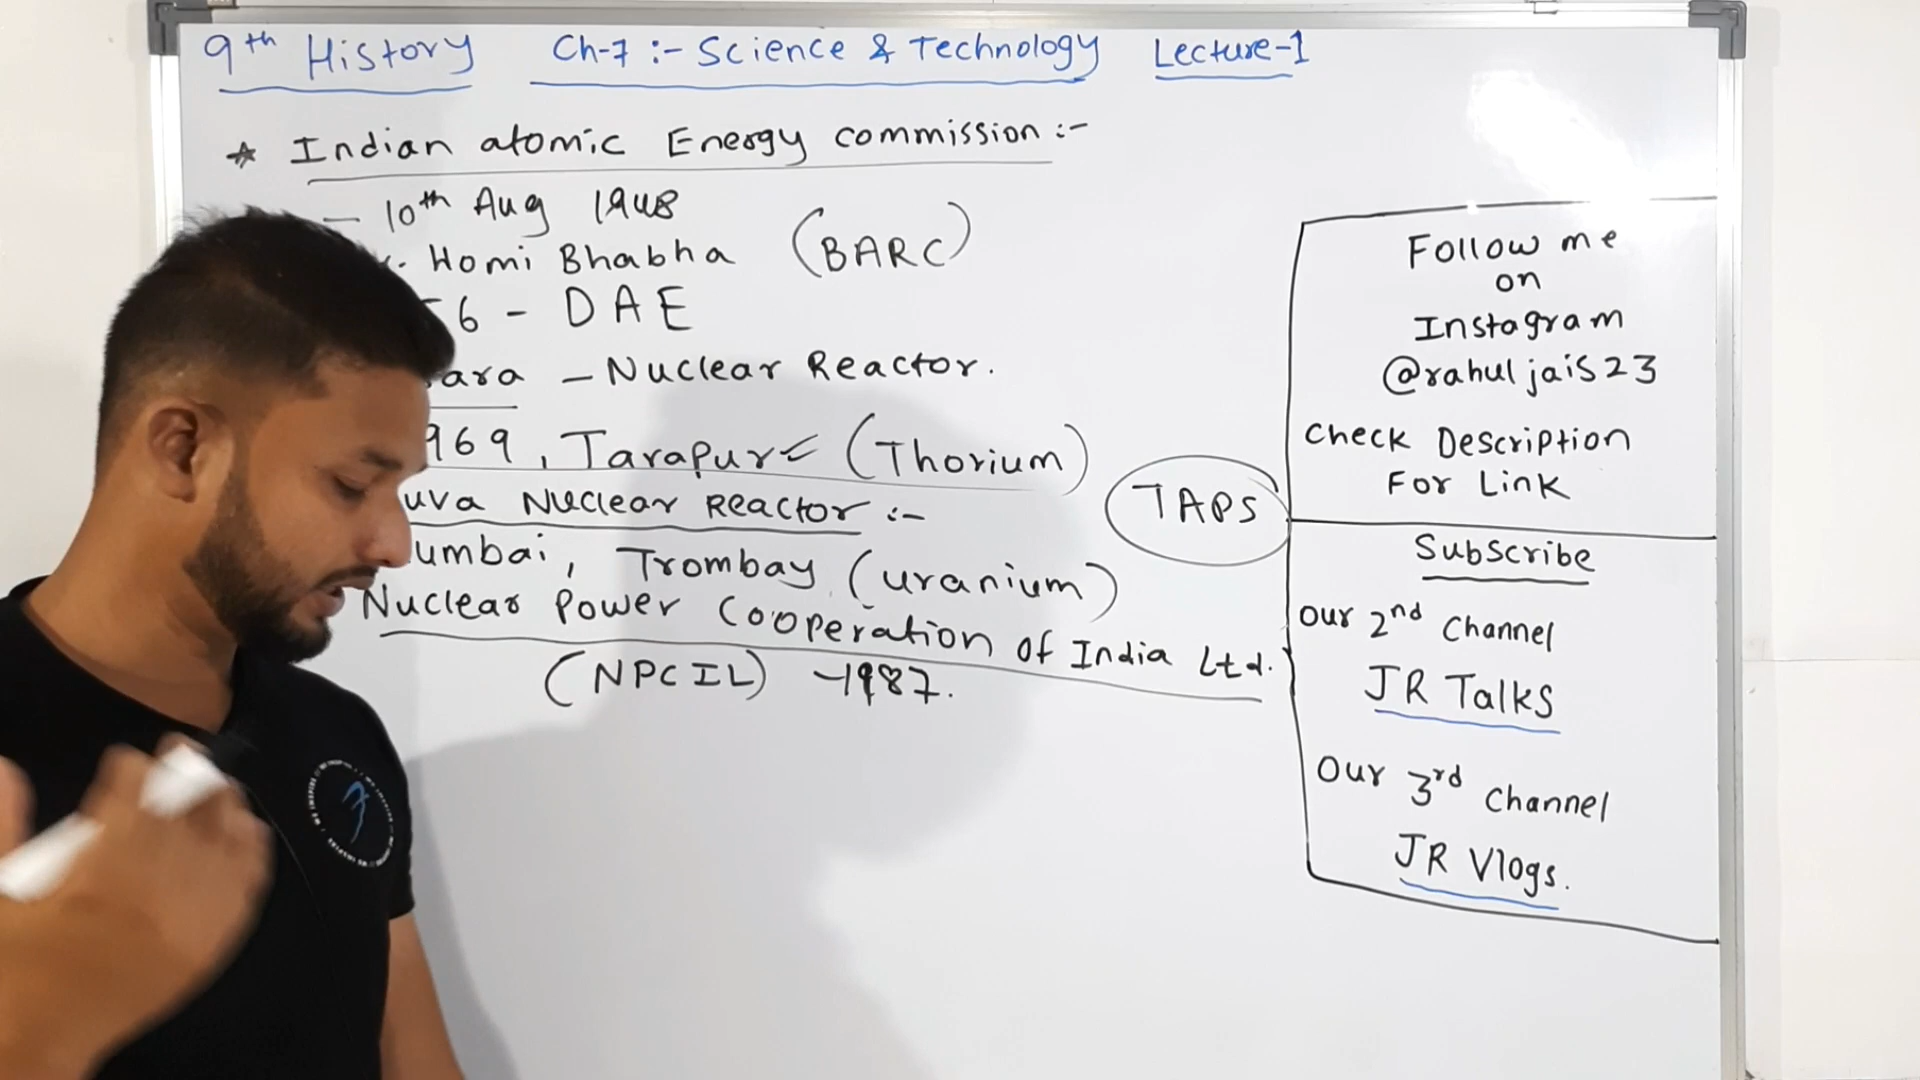 9th History Ch-7 :- Science & Technology Lecture-1
* Indian atomic Energy commission :-
- 10th Aug 1948
Homi Bhabha (BARC)
56 - DAE
ara - Nuclear Reactor.
969, Tarapur (Thorium)
uva Nuclear Reactor :-
umbai, Trombay (uranium)
Nuclear Power Cooperation of India Ltd.
(NPCIL) -1987.
TAPS
Follow me
on
Instagram
@rahuljais23
Check Description
For Link
Subscribe
Our 2nd Channel
JR Talks
Our 3rd Channel
JR Vlogs.